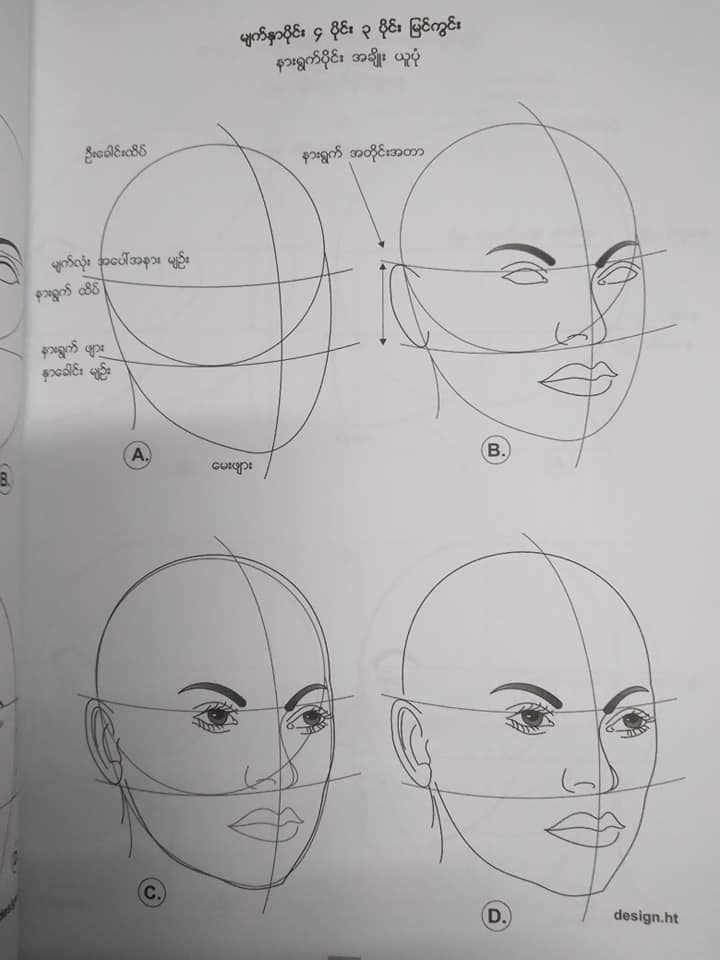 မျက်နှာပိုင်း ၄ ပိုင်း ၃ ပိုင်း မြင်ကွင်း
နားရွက်ပိုင်း အချိုး ယူပုံ
ဦးခေါင်းထိပ်
နားရွက် အတိုင်းအတာ
မျက်လုံး အပေါ်အနား မျဉ်း
နားရွက် ထိပ်
နားရွက် ဖျား
နှာခေါင်း မျဉ်း
A.
မေးဖျား
B.
B.
C.
D.
design.ht